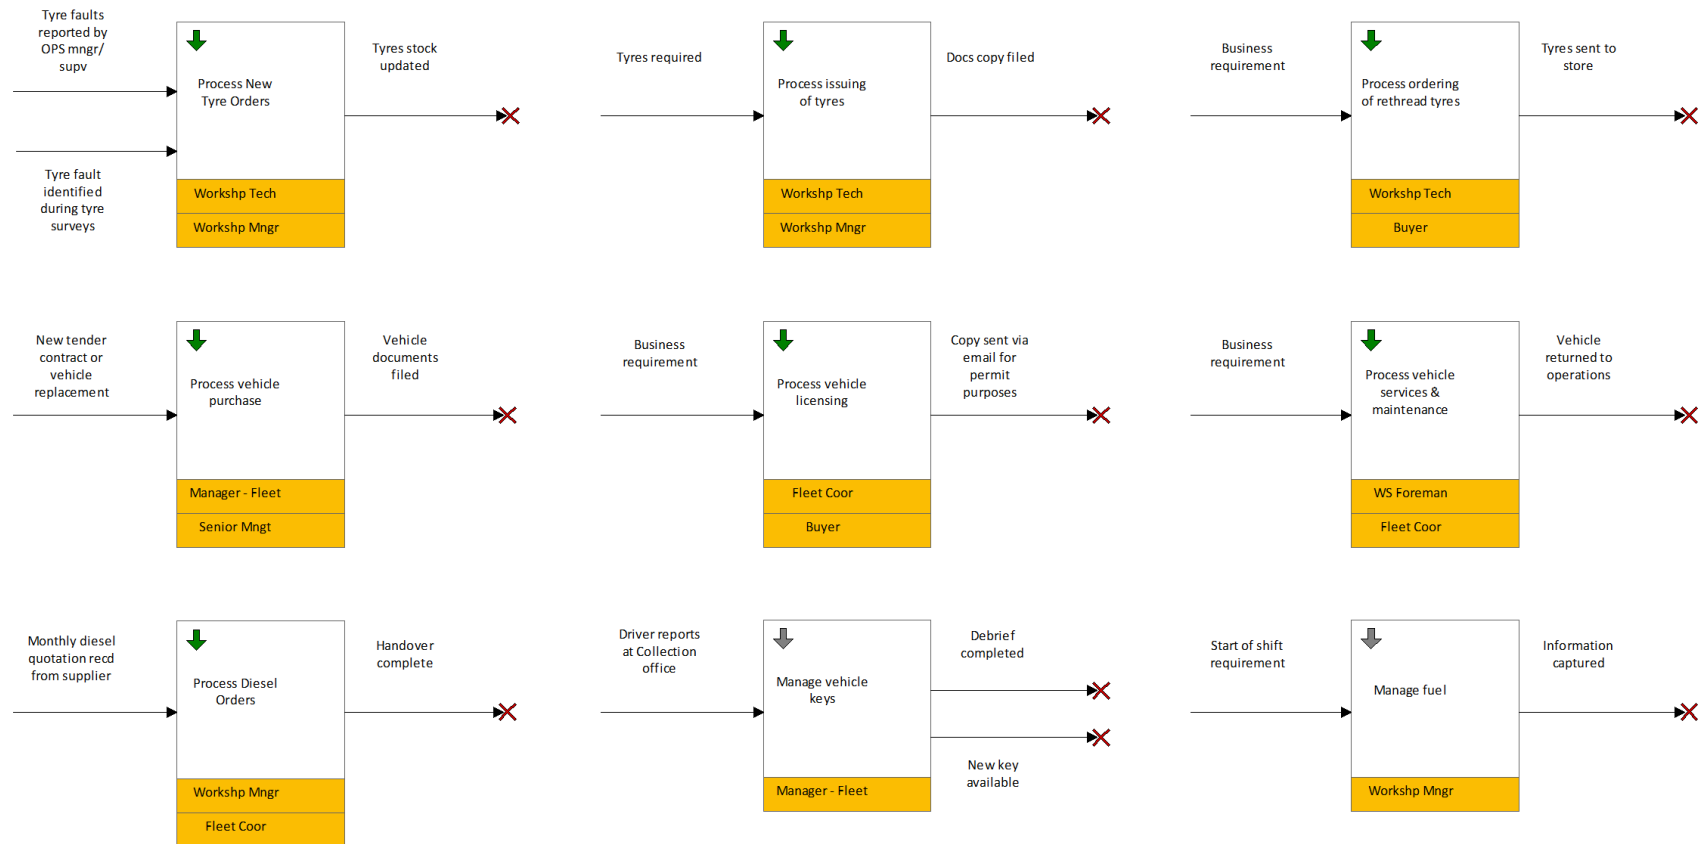 Tyre faults
reported by
OPS mngr/
supv
Tyre fault
identified
during tyre
surveys
Process New
Tyre Orders
Workshp Tech
Workshp Mngr
Tyres stock
updated
Tyres required
Process issuing
of tyres
Workshp Tech
Workshp Mngr
Docs copy filed
Business
requirement
Process ordering
of rethread tyres
Workshp Tech
Buyer
Tyres sent to
store
New tender
contract or
vehicle
replacement
Process vehicle
purchase
Manager - Fleet
Senior Mngt
Vehicle
documents
filed
Business
requirement
Process vehicle
licensing
Fleet Coor
Buyer
Copy sent via
email for
permit
purposes
Business
requirement
Process vehicle
services &
maintenance
WS Foreman
Fleet Coor
Vehicle
returned to
operations
Monthly diesel
quotation recd
from supplier
Process Diesel
Orders
Workshp Mngr
Fleet Coor
Handover
complete
Driver reports
at Collection
office
Manage vehicle
keys
Manager - Fleet
Debrief
completed
New key
available
Start of shift
requirement
Manage fuel
Workshp Mngr
Information
captured